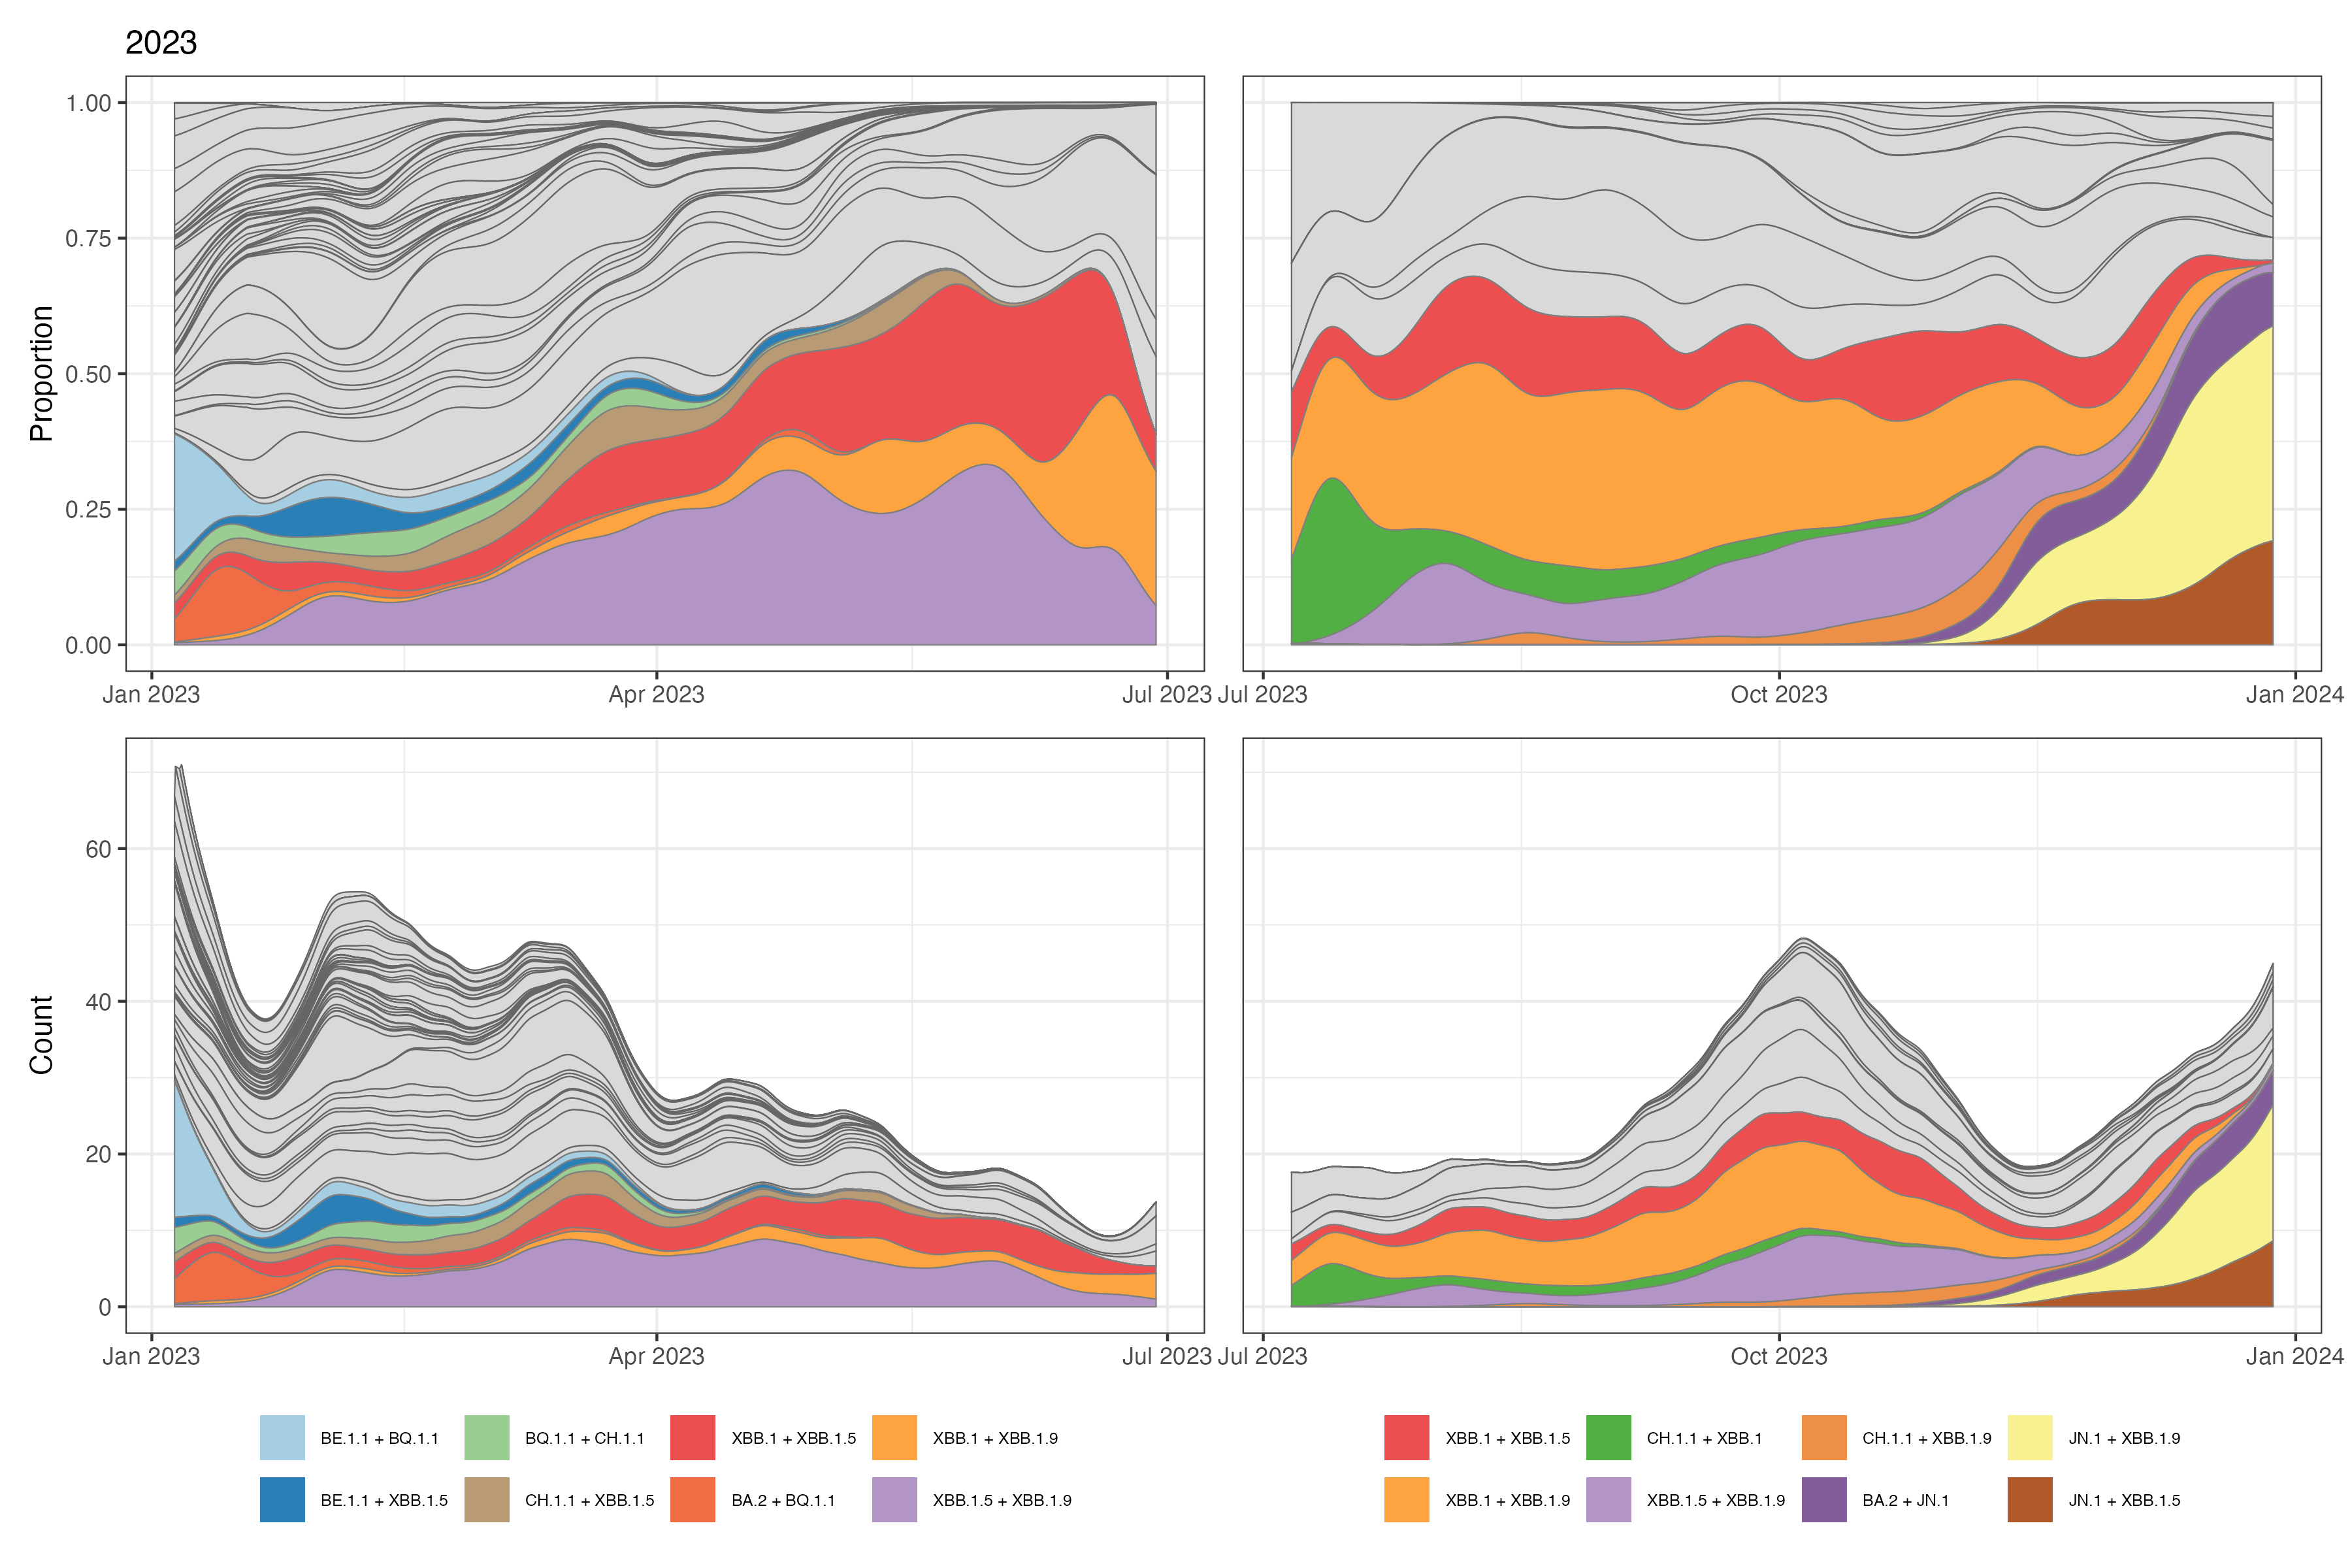 2023
Proportion
1.00
0.75
0.50
0.25
0.00
Jan 2023 Apr 2023 Jul 2023 Jul 2023 Oct 2023 Jan 2024
Count
60
40
20
0
Jan 2023 Apr 2023 Jul 2023 Jul 2023 Oct 2023 Jan 2024
BE.1.1 + BQ.1.1 BQ.1.1 + CH.1.1 XBB.1 + XBB.1.5 XBB.1 + XBB.1.9 XBB.1 + XBB.1.5 CH.1.1 + XBB.1 CH.1.1 + XBB.1.9 JN.1 + XBB.1.9
BE.1.1 + XBB.1.5 CH.1.1 + XBB.1.5 BA.2 + BQ.1.1 XBB.1.5 + XBB.1.9 XBB.1 + XBB.1.9 XBB.1.5 + XBB.1.9 BA.2 + JN.1 JN.1 + XBB.1.5